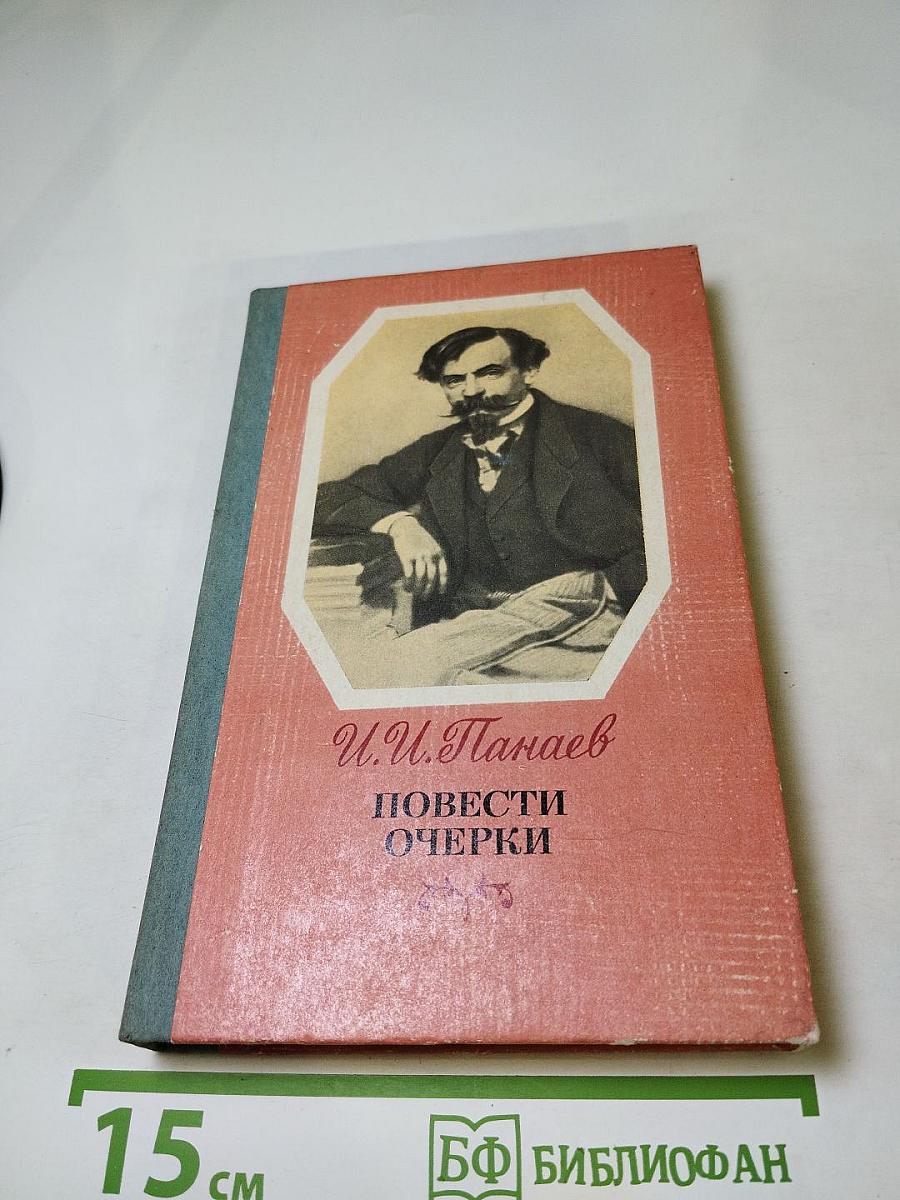 И.И.Панаев
ПОВЕСТИ
ОЧЕРКИ
15 см
БФ БИБЛИОФАН